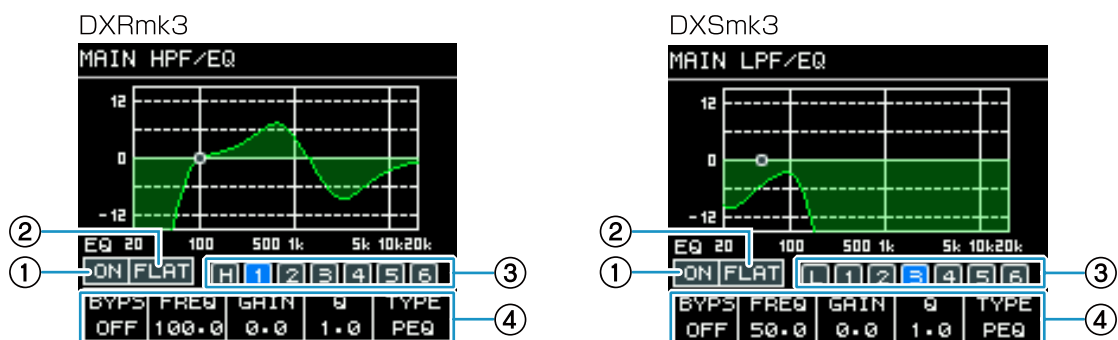 DXRmk3
MAIN HPF/EQ
12
0
-12
EQ 20 100 500 1k 5k 10k20k
②
① ON FLAT H 1 2 3 4 5 6 ③
BYPS FREQ GAIN Q TYPE
OFF 100.0 0.0 1.0 PEQ
④
DXSmk3
MAIN LPF/EQ
12
0
-12
EQ 20 100 500 1k 5k 10k20k
②
① ON FLAT L 1 2 3 4 5 6 ③
BYPS FREQ GAIN Q TYPE
OFF 50.0 0.0 1.0 PEQ
④